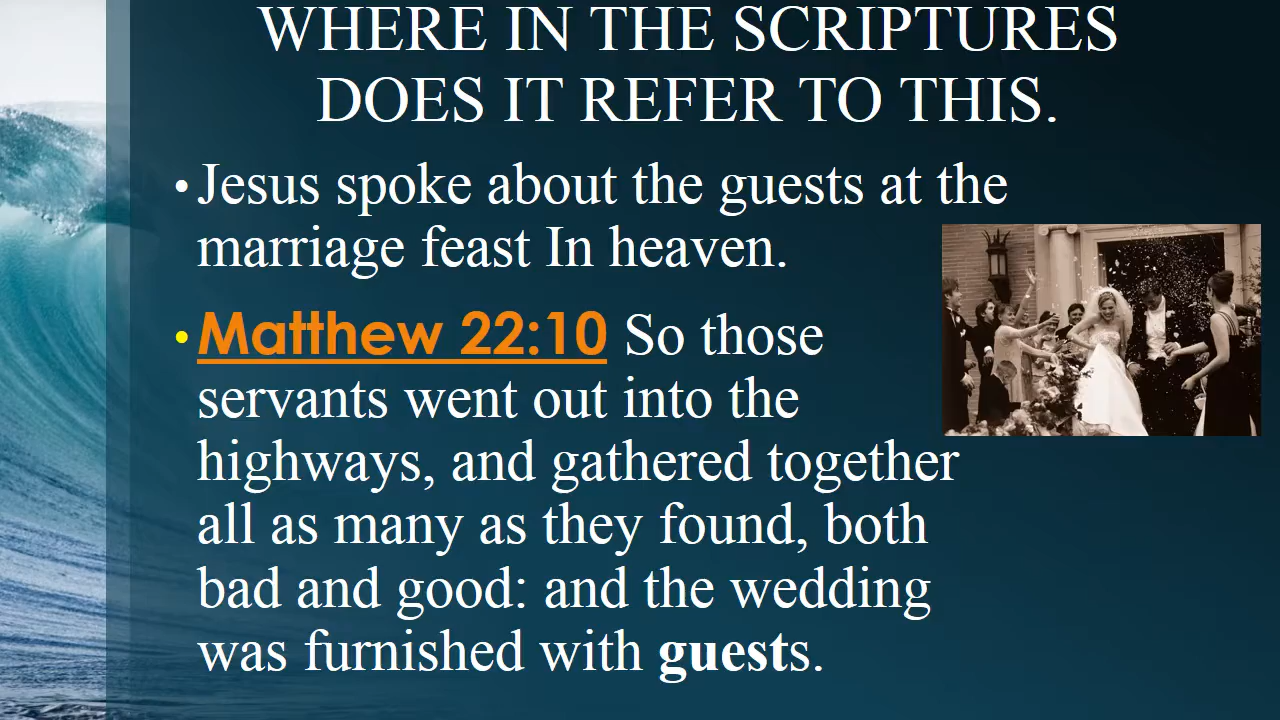 WHERE IN THE SCRIPTURES
DOES IT REFER TO THIS.
• Jesus spoke about the guests at the
marriage feast In heaven.
• Matthew 22:10 So those
servants went out into the
highways, and gathered together
all as many as they found, both
bad and good: and the wedding
was furnished with guests.